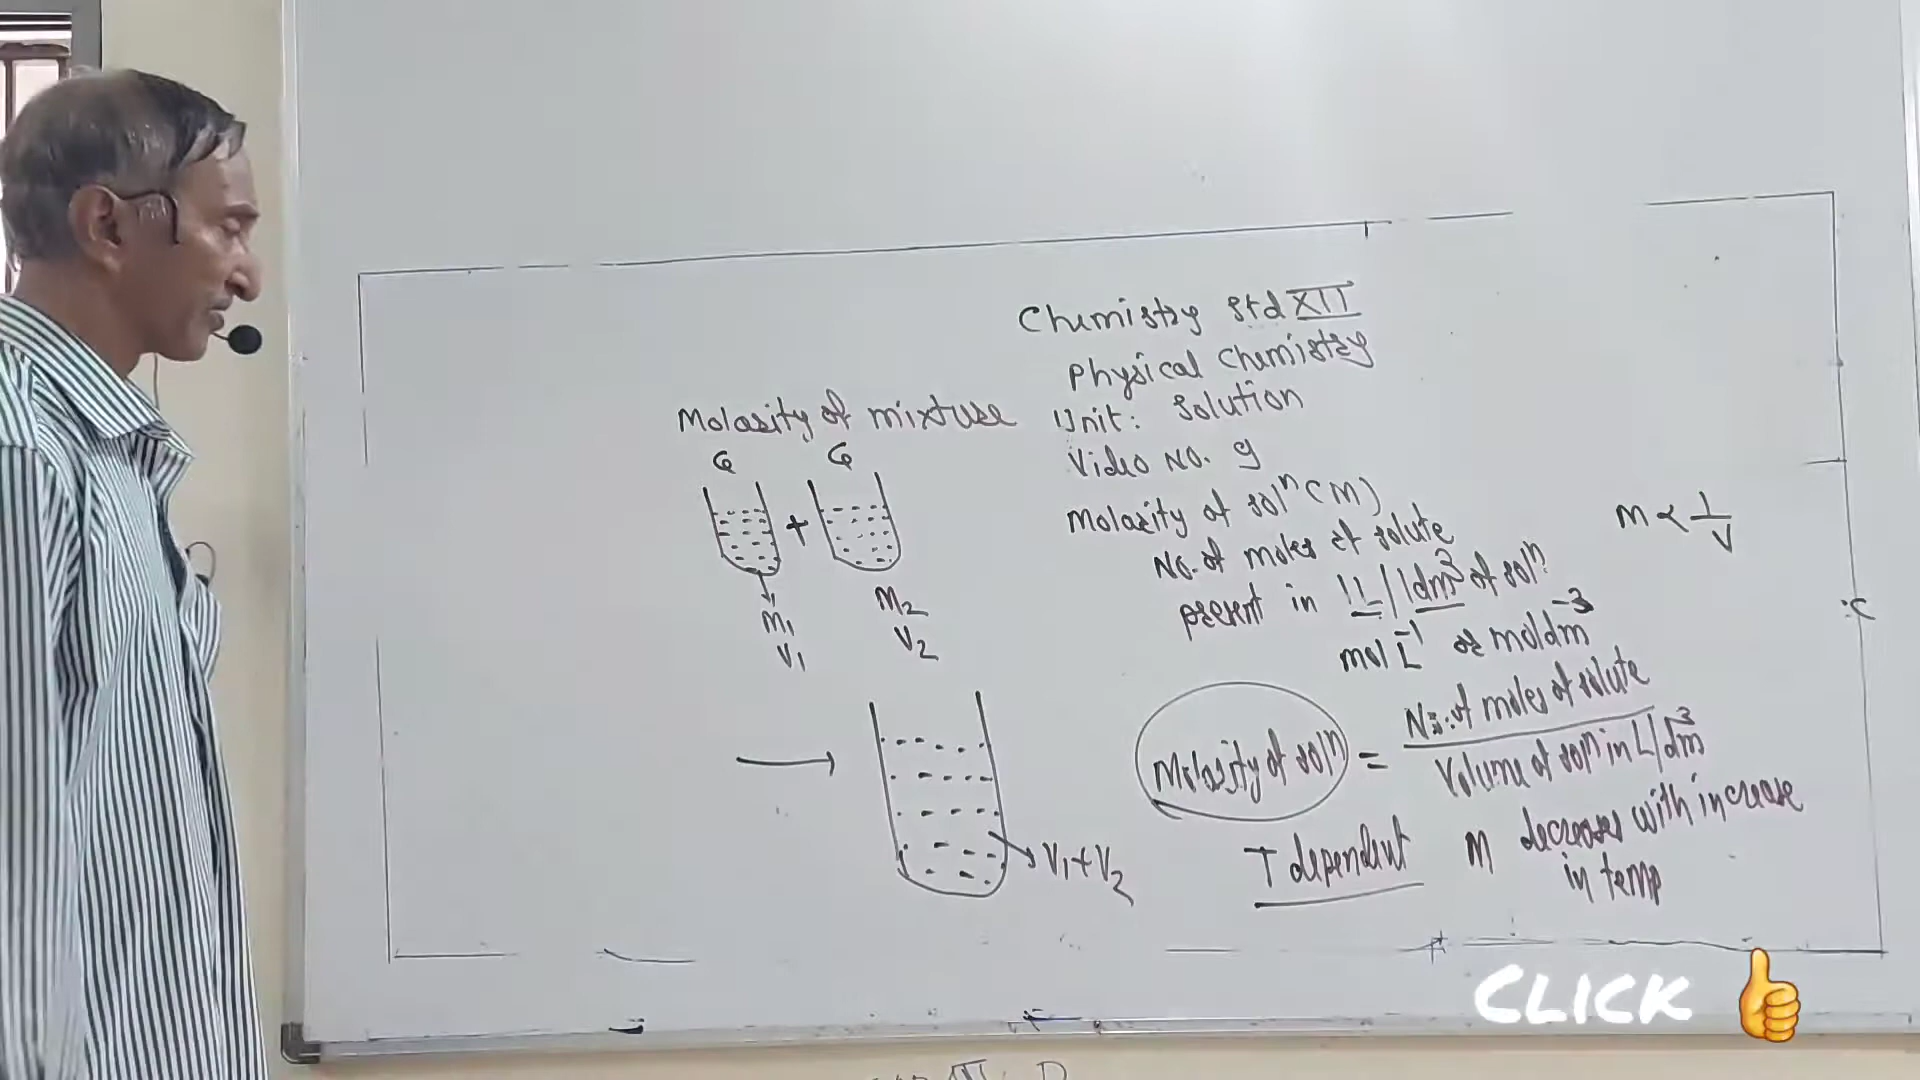 Chemistry Std XII
Physical Chemistry
Unit: Solution
Video No. 9
Molarity of mixture
G G
+
M1
V1
M2
V2
V1+V2
Molarity of solⁿ (M)
No. of moles of solute
present in 1L/1dm³ of solⁿ.
mol L⁻¹ or moldm⁻³
Molarity of solⁿ = No. of moles of solute
Volume of solⁿ in L/dm³
T dependent M decreases with increase
in temp
M ∝ 1/V
CLICK